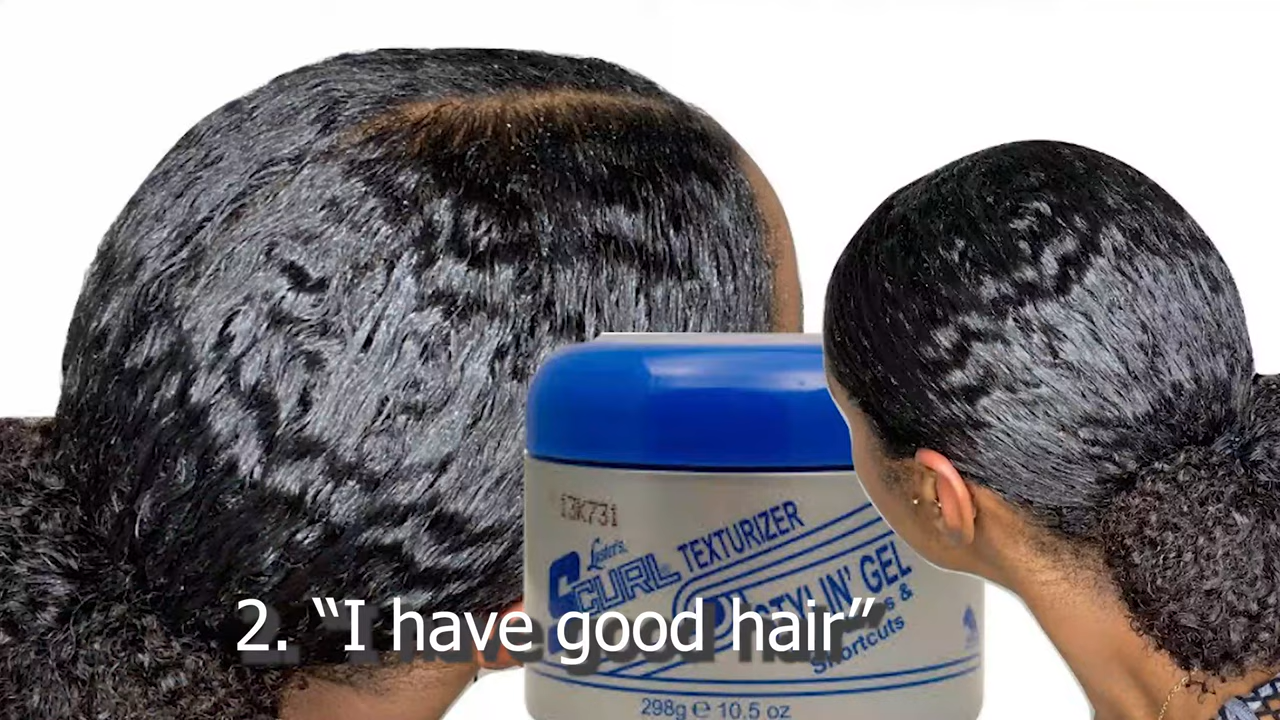 13K731
Luster's
SCURL® TEXTURIZER
STYLIN' GEL
&
Shortcuts
2. “I have good hair”
298g e 10.5 oz